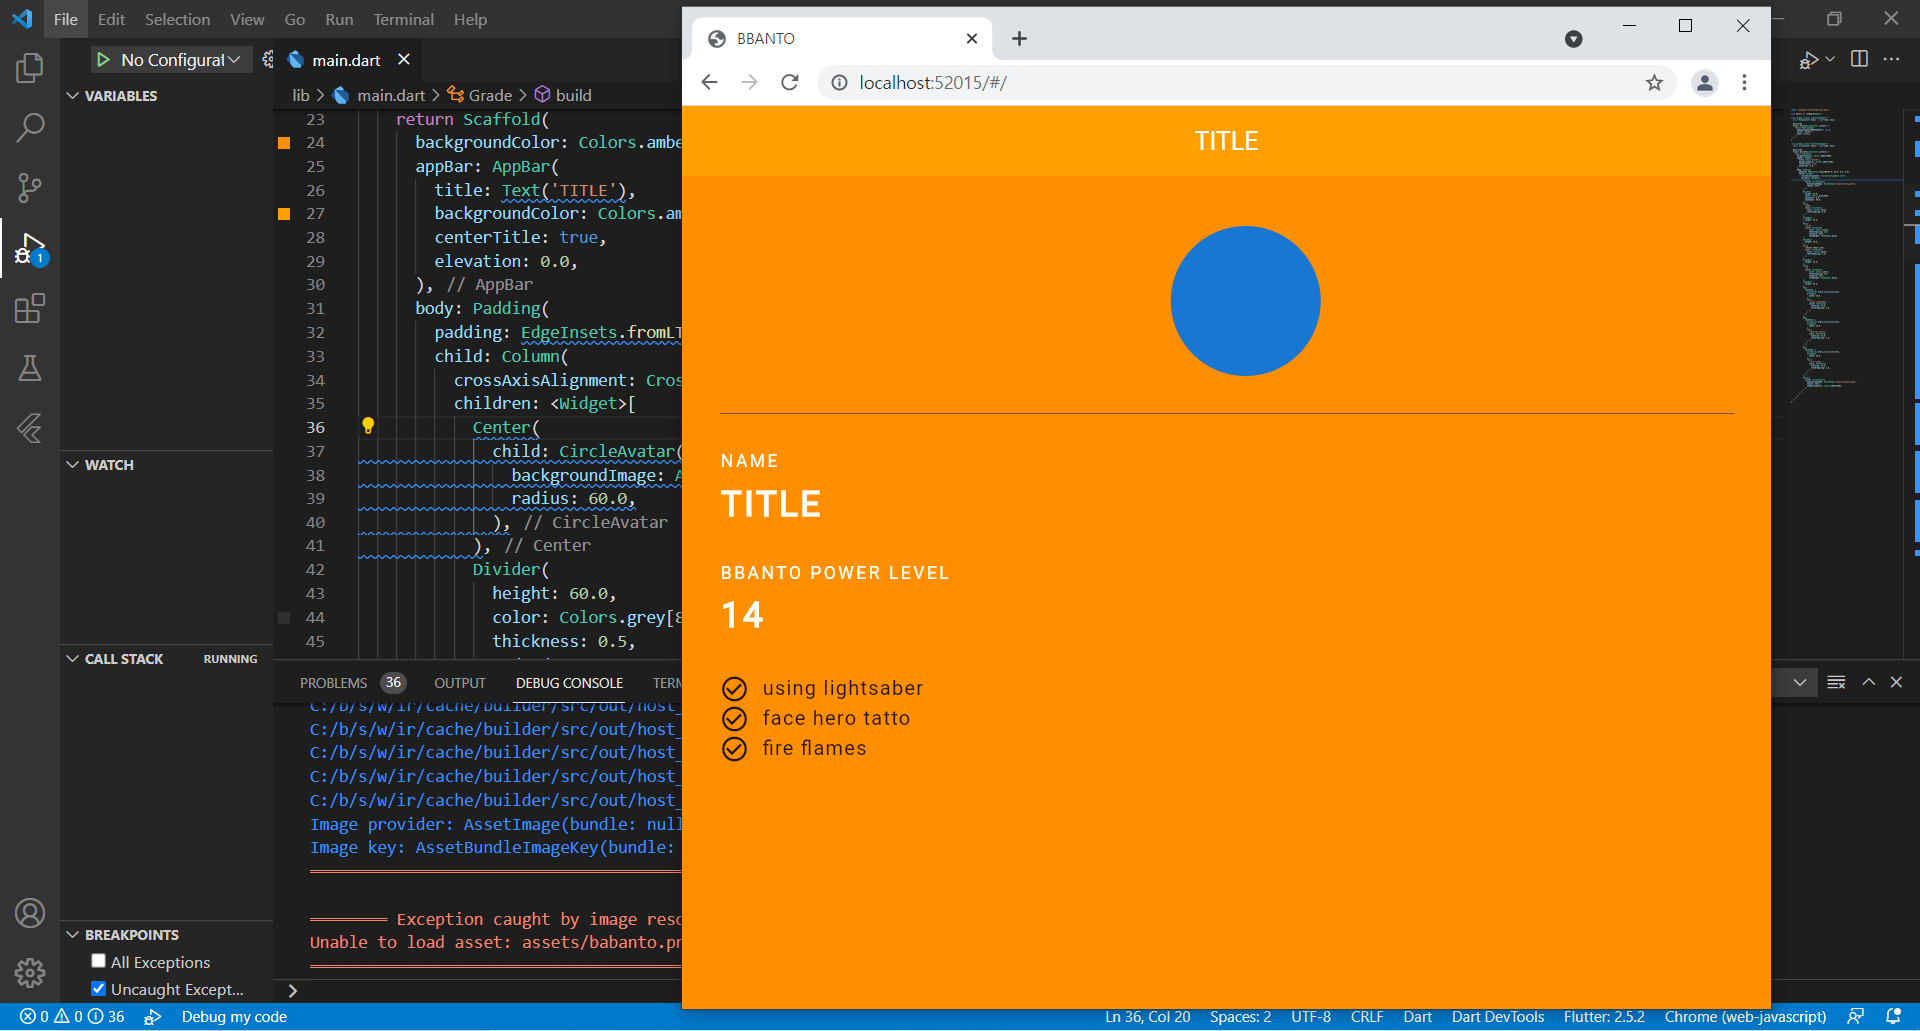 File Edit Selection View Go Run Terminal Help
No Configurat
main.dart
VARIABLES
WATCH
CALL STACK RUNNING
BREAKPOINTS
All Exceptions
Uncaught Except...
lib > main.dart > Grade > build
23 return Scaffold(
24 backgroundColor: Colors.ambe
25 appBar: AppBar(
26 title: Text('TITLE'),
27 backgroundColor: Colors.am
28 centerTitle: true,
29 elevation: 0.0,
30 ), // AppBar
31 body: Padding(
32 padding: EdgeInsets.fromLT
33 child: Column(
34 crossAxisAlignment: Cros
35 children: <Widget>[
36 Center(
37 child: CircleAvatar(
38 backgroundImage: A
39 radius: 60.0,
40 ), // CircleAvatar
41 ), // Center
42 Divider(
43 height: 60.0,
44 color: Colors.grey[8
45 thickness: 0.5,
PROBLEMS 36 OUTPUT DEBUG CONSOLE TERM
C:/b/s/w/ir/cache/builder/src/out/host_
C:/b/s/w/ir/cache/builder/src/out/host_
C:/b/s/w/ir/cache/builder/src/out/host_
C:/b/s/w/ir/cache/builder/src/out/host_
C:/b/s/w/ir/cache/builder/src/out/host_
Image provider: AssetImage(bundle: null
Image key: AssetBundleImageKey(bundle:
Exception caught by image reso
Unable to load asset: assets/babanto.pn
BBANTO
localhost:52015/#/
TITLE
NAME
TITLE
BBANTO POWER LEVEL
14
using lightsaber
face hero tatto
fire flames
1
0 0 36 Debug my code Ln 36, Col 20 Spaces: 2 UTF-8 CRLF Dart Dart DevTools Flutter: 2.5.2 Chrome (web-javascript)